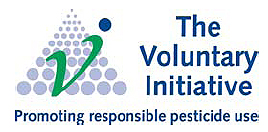 The
Voluntary
Initiative
Promoting responsible pesticide use